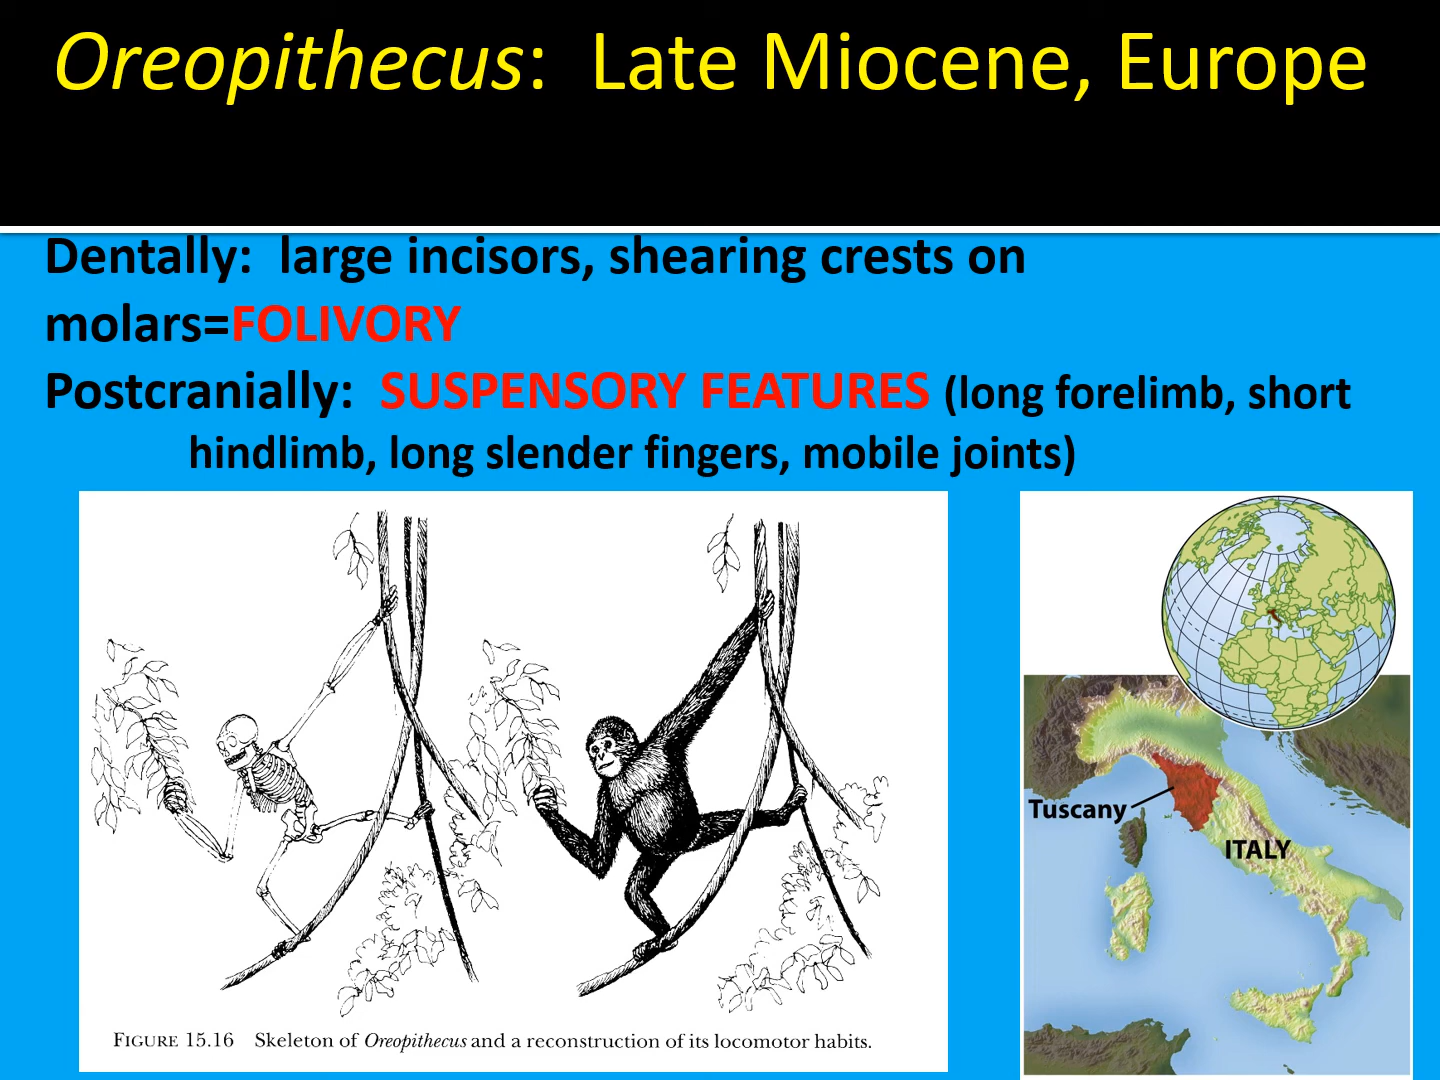 Oreopithecus:  Late Miocene, Europe
Dentally:  large incisors, shearing crests on
molars=FOLIVORY
Postcranially:  SUSPENSORY FEATURES (long forelimb, short
hindlimb, long slender fingers, mobile joints)
Tuscany
ITALY
FIGURE 15.16  Skeleton of Oreopithecus and a reconstruction of its locomotor habits.